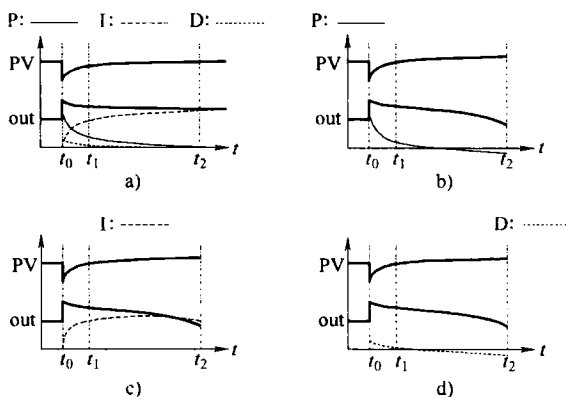 P: I: D: P:
PV PV
out out
t₀ t₁ t₂ t t₀ t₁ t₂ t
a) b)
I: D:
PV PV
out out
t₀ t₁ t₂ t t₀ t₁ t₂ t
c) d)